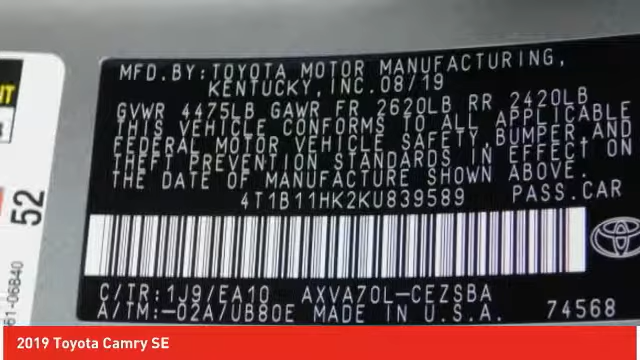 MFD.BY:TOYOTA MOTOR MANUFACTURING,
KENTUCKY, INC. 08/19
GVWR 4475LB GAWR FR 2620LB RR 2420LB
THIS VEHICLE CONFORMS TO ALL APPLICABLE
FEDERAL MOTOR VEHICLE SAFETY,BUMPER,AND
THEFT PREVENTION STANDARDS IN EFFECT ON
THE DATE OF MANUFACTURE SHOWN ABOVE.
4T1B11HK2KU839589 PASS.CAR
C/TR:1J9/EA10 AXVA70L-CEZSBA
A/TM:-02A/UB80E MADE IN U.S.A. 74568
52
61-06840
2019 Toyota Camry SE